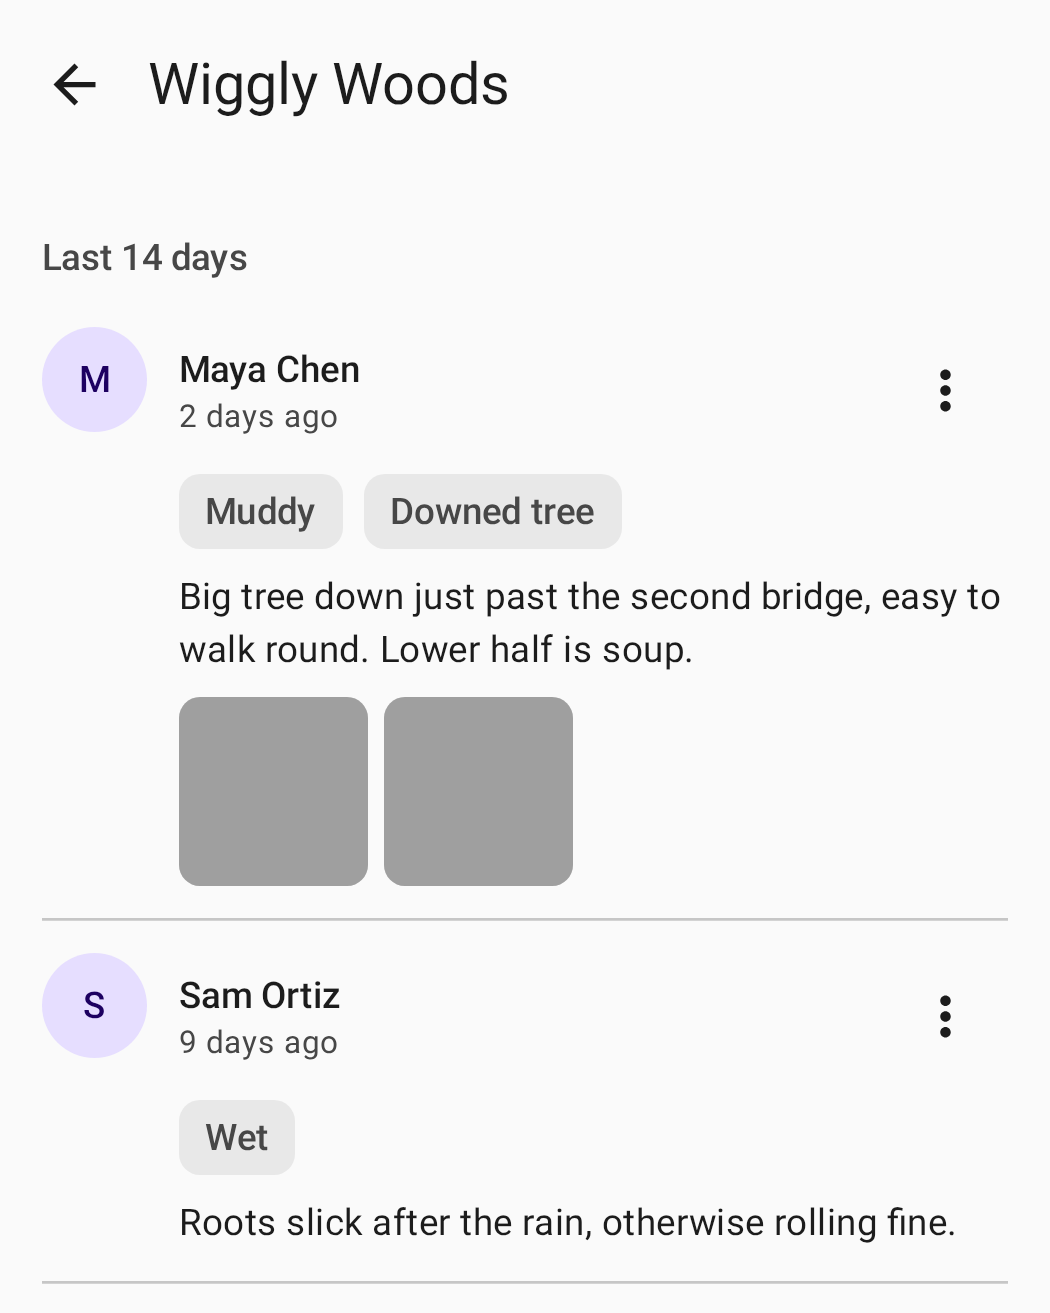 Wiggly Woods
Last 14 days
M
Maya Chen
2 days ago
Muddy
Downed tree
Big tree down just past the second bridge, easy to
walk round. Lower half is soup.
S
Sam Ortiz
9 days ago
Wet
Roots slick after the rain, otherwise rolling fine.